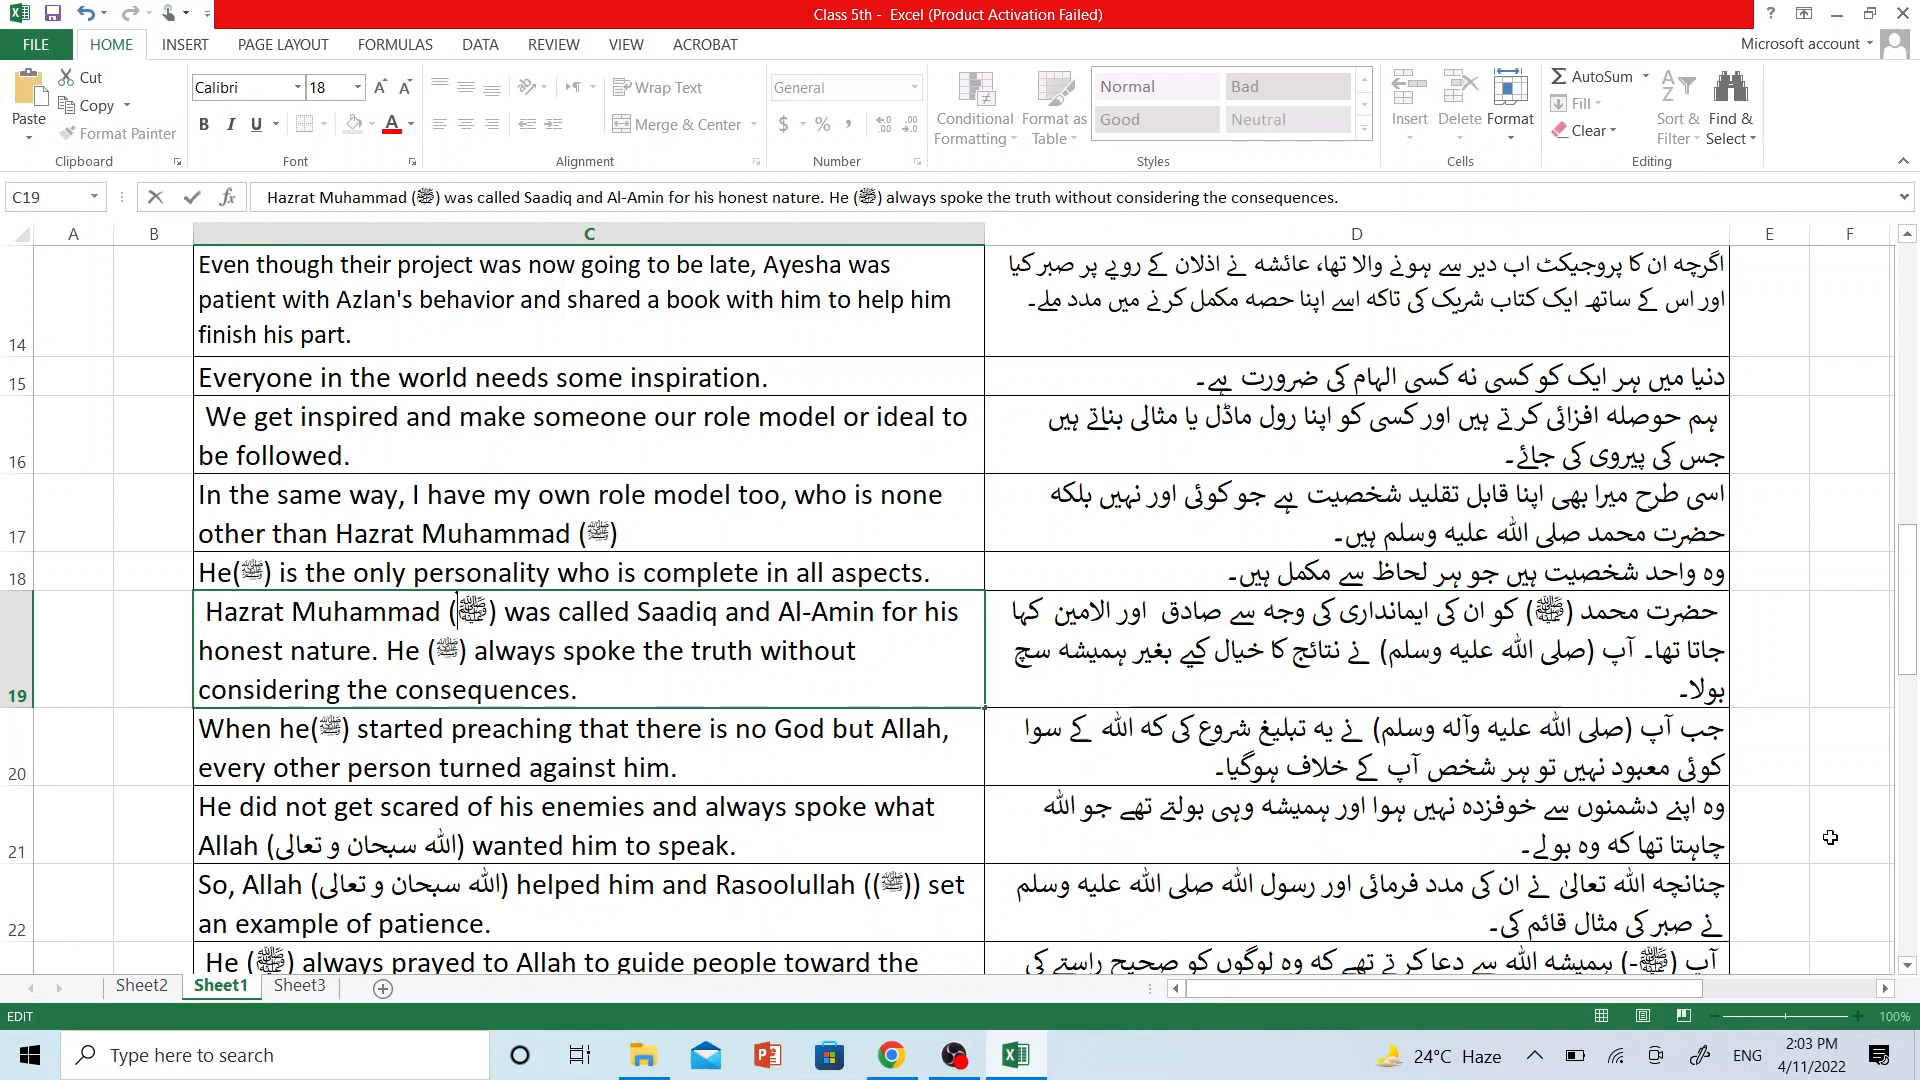 Class 5th - Excel (Product Activation Failed)
FILE HOME INSERT PAGE LAYOUT FORMULAS DATA REVIEW VIEW ACROBAT
Microsoft account
Paste
Cut
Copy
Format Painter
Clipboard
Calibri 18
B I U A
Font
Wrap Text
Merge & Center
Alignment
General
$ % ,
Number
Conditional Formatting
Format as Table
Normal Bad
Good Neutral
Styles
Insert Delete Format
Cells
AutoSum
Fill
Clear
Sort & Filter
Find & Select
Editing
C19
fx
Hazrat Muhammad (ﷺ) was called Saadiq and Al-Amin for his honest nature. He (ﷺ) always spoke the truth without considering the consequences.
A B C D E F
14
Even though their project was now going to be late, Ayesha was
patient with Azlan's behavior and shared a book with him to help him
finish his part.
اگرچہ ان کا پروجیکٹ اب دیر سے ہونے والا تھا، عائشہ نے اذلان کے رویے پر صبر کیا
اور اس کے ساتھ ایک کتاب شریک کی تاکہ اسے اپنا حصہ مکمل کرنے میں مدد ملے۔
15
Everyone in the world needs some inspiration.
دنیا میں ہر ایک کو کسی نہ کسی الہام کی ضرورت ہے۔
16
We get inspired and make someone our role model or ideal to
be followed.
ہم حوصلہ افزائی کرتے ہیں اور کسی کو اپنا رول ماڈل یا مثالی بناتے ہیں
جس کی پیروی کی جائے۔
17
In the same way, I have my own role model too, who is none
other than Hazrat Muhammad (ﷺ)
اسی طرح میرا بھی اپنا قابل تقلید شخصیت ہے جو کوئی اور نہیں بلکہ
حضرت محمد صلی اللہ علیہ وسلم ہیں۔
18
He(ﷺ) is the only personality who is complete in all aspects.
وہ واحد شخصیت ہیں جو ہر لحاظ سے مکمل ہیں۔
19
Hazrat Muhammad (ﷺ) was called Saadiq and Al-Amin for his
honest nature. He (ﷺ) always spoke the truth without
considering the consequences.
حضرت محمد (ﷺ) کو ان کی ایمانداری کی وجہ سے صادق اور الامین کہا
جاتا تھا۔ آپ (صلی اللہ علیہ وسلم) نے نتائج کا خیال کیے بغیر ہمیشہ سچ
بولا۔
20
When he(ﷺ) started preaching that there is no God but Allah,
every other person turned against him.
جب آپ (صلی اللہ علیہ وآلہ وسلم) نے یہ تبلیغ شروع کی کہ اللہ کے سوا
کوئی معبود نہیں تو ہر شخص آپ کے خلاف ہوگیا۔
21
He did not get scared of his enemies and always spoke what
Allah (اللہ سبحان و تعالی) wanted him to speak.
وہ اپنے دشمنوں سے خوفزدہ نہیں ہوا اور ہمیشہ وہی بولتے تھے جو اللہ
چاہتا تھا کہ وہ بولے۔
22
So, Allah (اللہ سبحان و تعالی) helped him and Rasoolullah ((ﷺ)) set
an example of patience.
چنانچہ اللہ تعالیٰ نے ان کی مدد فرمائی اور رسول اللہ صلی اللہ علیہ وسلم
نے صبر کی مثال قائم کی۔
He (ﷺ) always prayed to Allah to guide people toward the
آپ (ﷺ-) ہمیشہ اللہ سے دعا کرتے تھے کہ وہ لوگوں کو صحیح راستے کی
Sheet2 Sheet1 Sheet3
EDIT
100%
Type here to search
24°C Haze
ENG
2:03 PM
4/11/2022